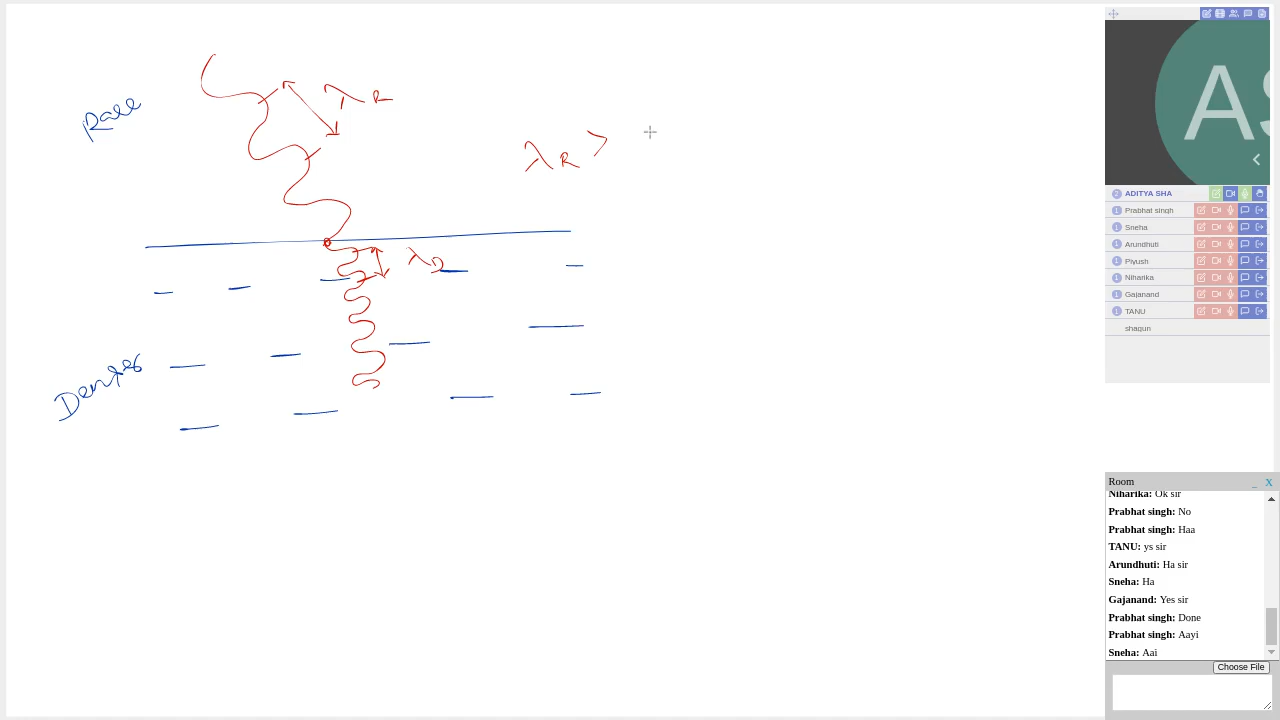 Rare
λR
λR >
λD
Denser
AS
ADITYA SHA
Prabhat singh
Sneha
Arundhuti
Piyush
Niharika
Gajanand
TANU
shagun
Room
_ X
Niharika: Ok sir
Prabhat singh: No
Prabhat singh: Haa
TANU: ys sir
Arundhuti: Ha sir
Sneha: Ha
Gajanand: Yes sir
Prabhat singh: Done
Prabhat singh: Aayi
Sneha: Aai
Choose File